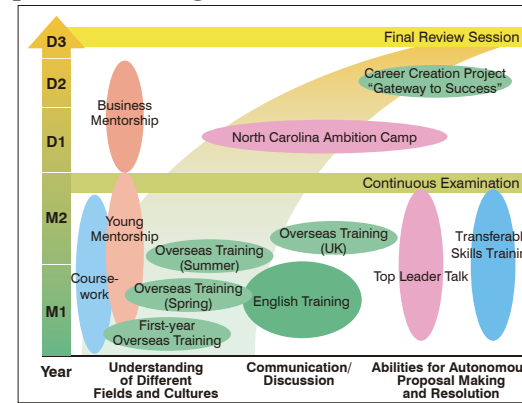 D3
Final Review Session
D2
Career Creation Project
"Gateway to Success"
Business
Mentorship
D1
North Carolina Ambition Camp
Continuous Examination
M2
Young
Mentorship
Overseas Training
(UK)
Transferabl
Skills Trainin
Overseas Training
(Summer)
Course-
work
Top Leader Talk
Overseas Training
(Spring)
English Training
M1
First-year
Overseas Training
Year
Understanding
of Different
Fields and Cultures
Communication/
Discussion
Abilities for Autonomou
Proposal Making
and Resolution